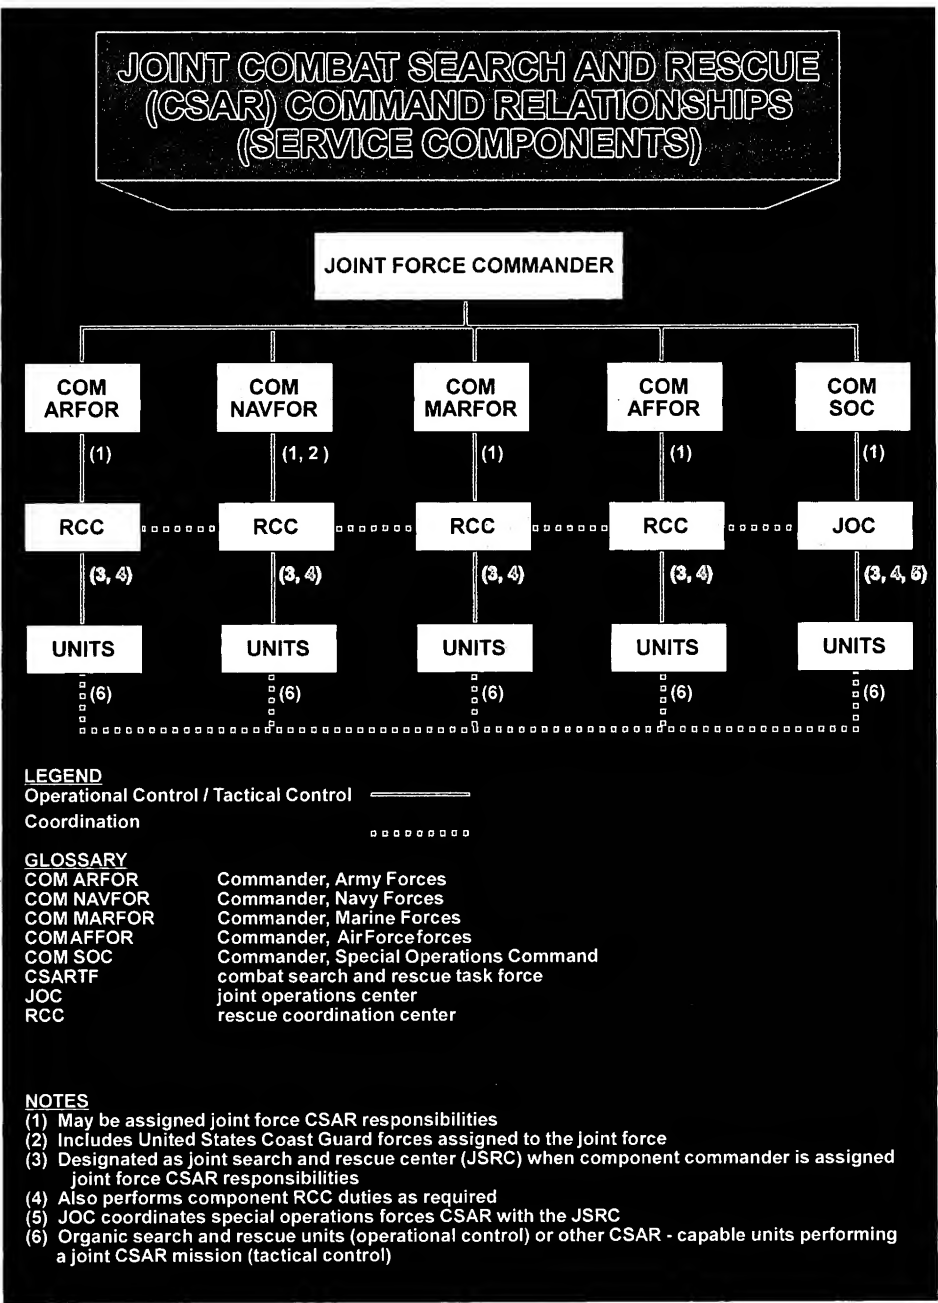 JOINT COMBAT SEARCH AND RESCUE
(CSAR) COMMAND RELATIONSHIPS
(SERVICE COMPONENTS)
JOINT FORCE COMMANDER
COM ARFOR
COM NAVFOR
COM MARFOR
COM AFFOR
COM SOC
(1)
(1, 2 )
(1)
(1)
(1)
RCC
RCC
RCC
RCC
JOC
(3, 4)
(3, 4)
(3, 4)
(3, 4)
(3, 4, 5)
UNITS
UNITS
UNITS
UNITS
UNITS
(6)
(6)
(6)
(6)
(6)
LEGEND
Operational Control / Tactical Control
Coordination
GLOSSARY
COM ARFOR Commander, Army Forces
COM NAVFOR Commander, Navy Forces
COM MARFOR Commander, Marine Forces
COMAFFOR Commander, AirForceforces
COM SOC Commander, Special Operations Command
CSARTF combat search and rescue task force
JOC joint operations center
RCC rescue coordination center
NOTES
(1) May be assigned joint force CSAR responsibilities
(2) Includes United States Coast Guard forces assigned to the joint force
(3) Designated as joint search and rescue center (JSRC) when component commander is assigned
joint force CSAR responsibilities
(4) Also performs component RCC duties as required
(5) JOC coordinates special operations forces CSAR with the JSRC
(6) Organic search and rescue units (operational control) or other CSAR - capable units performing
a joint CSAR mission (tactical control)